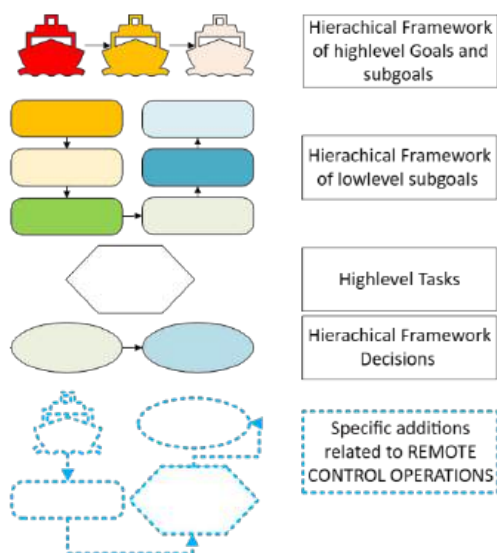 Hierachical Framework
of highlevel Goals and
subgoals
Hierachical Framework
of lowlevel subgoals
Highlevel Tasks
Hierachical Framework
Decisions
Specific additions
related to REMOTE
CONTROL OPERATIONS